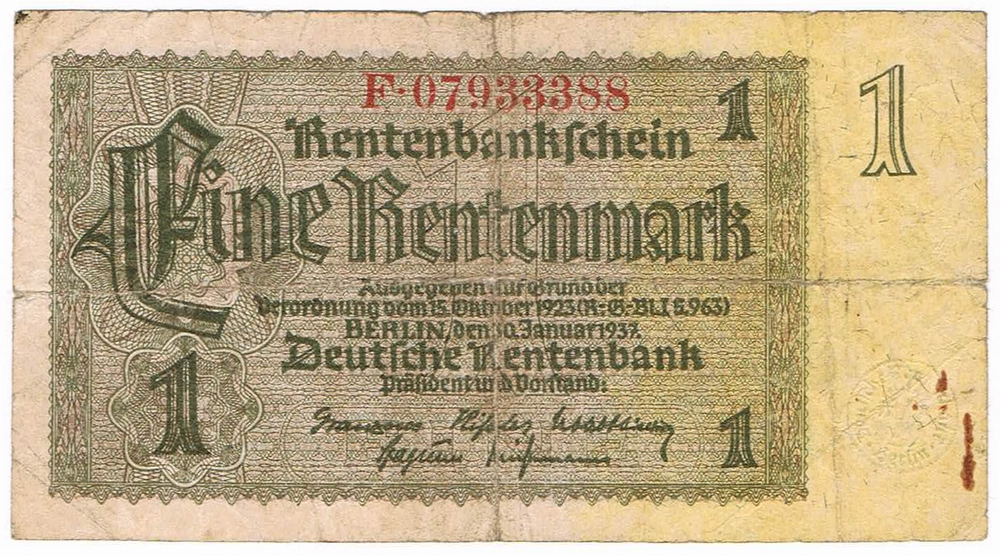 F·07933388
1
1
Rentenbankschein
Eine Rentenmark
Ausgegeben auf Grund der
Verordnung vom 15. Oktober 1923 (R.-G.-Bl. I S. 963)
BERLIN, den 30. Januar 1937.
Deutsche Rentenbank
Präsident und Vorstand:
1
1
Berlin